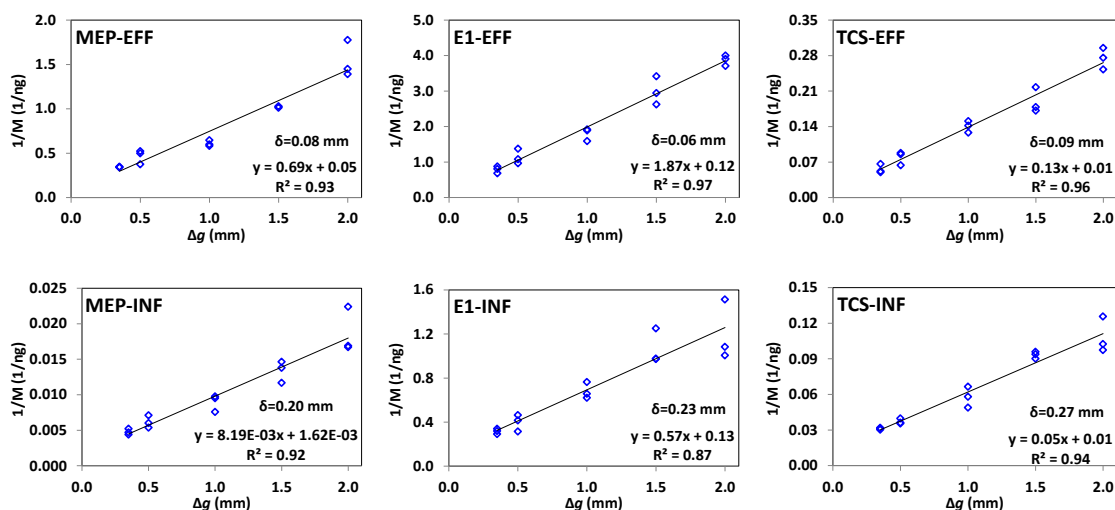 MEP-EFF
2.0
1.5
1.0
0.5
0.0
1/M (1/ng)
δ=0.08 mm
y = 0.69x + 0.05
R² = 0.93
0.0 0.5 1.0 1.5 2.0
Δg (mm)
E1-EFF
5.0
4.0
3.0
2.0
1.0
0.0
1/M (1/ng)
δ=0.06 mm
y = 1.87x + 0.12
R² = 0.97
0.0 0.5 1.0 1.5 2.0
Δg (mm)
TCS-EFF
0.35
0.28
0.21
0.14
0.07
0.00
1/M (1/ng)
δ=0.09 mm
y = 0.13x + 0.01
R² = 0.96
0.0 0.5 1.0 1.5 2.0
Δg (mm)
MEP-INF
0.025
0.020
0.015
0.010
0.005
0.000
1/M (1/ng)
δ=0.20 mm
y = 8.19E-03x + 1.62E-03
R² = 0.92
0.0 0.5 1.0 1.5 2.0
Δg (mm)
E1-INF
1.6
1.2
0.8
0.4
0.0
1/M (1/ng)
δ=0.23 mm
y = 0.57x + 0.13
R² = 0.87
0.0 0.5 1.0 1.5 2.0
Δg (mm)
TCS-INF
0.15
0.12
0.09
0.06
0.03
0.00
1/M (1/ng)
δ=0.27 mm
y = 0.05x + 0.01
R² = 0.94
0.0 0.5 1.0 1.5 2.0
Δg (mm)